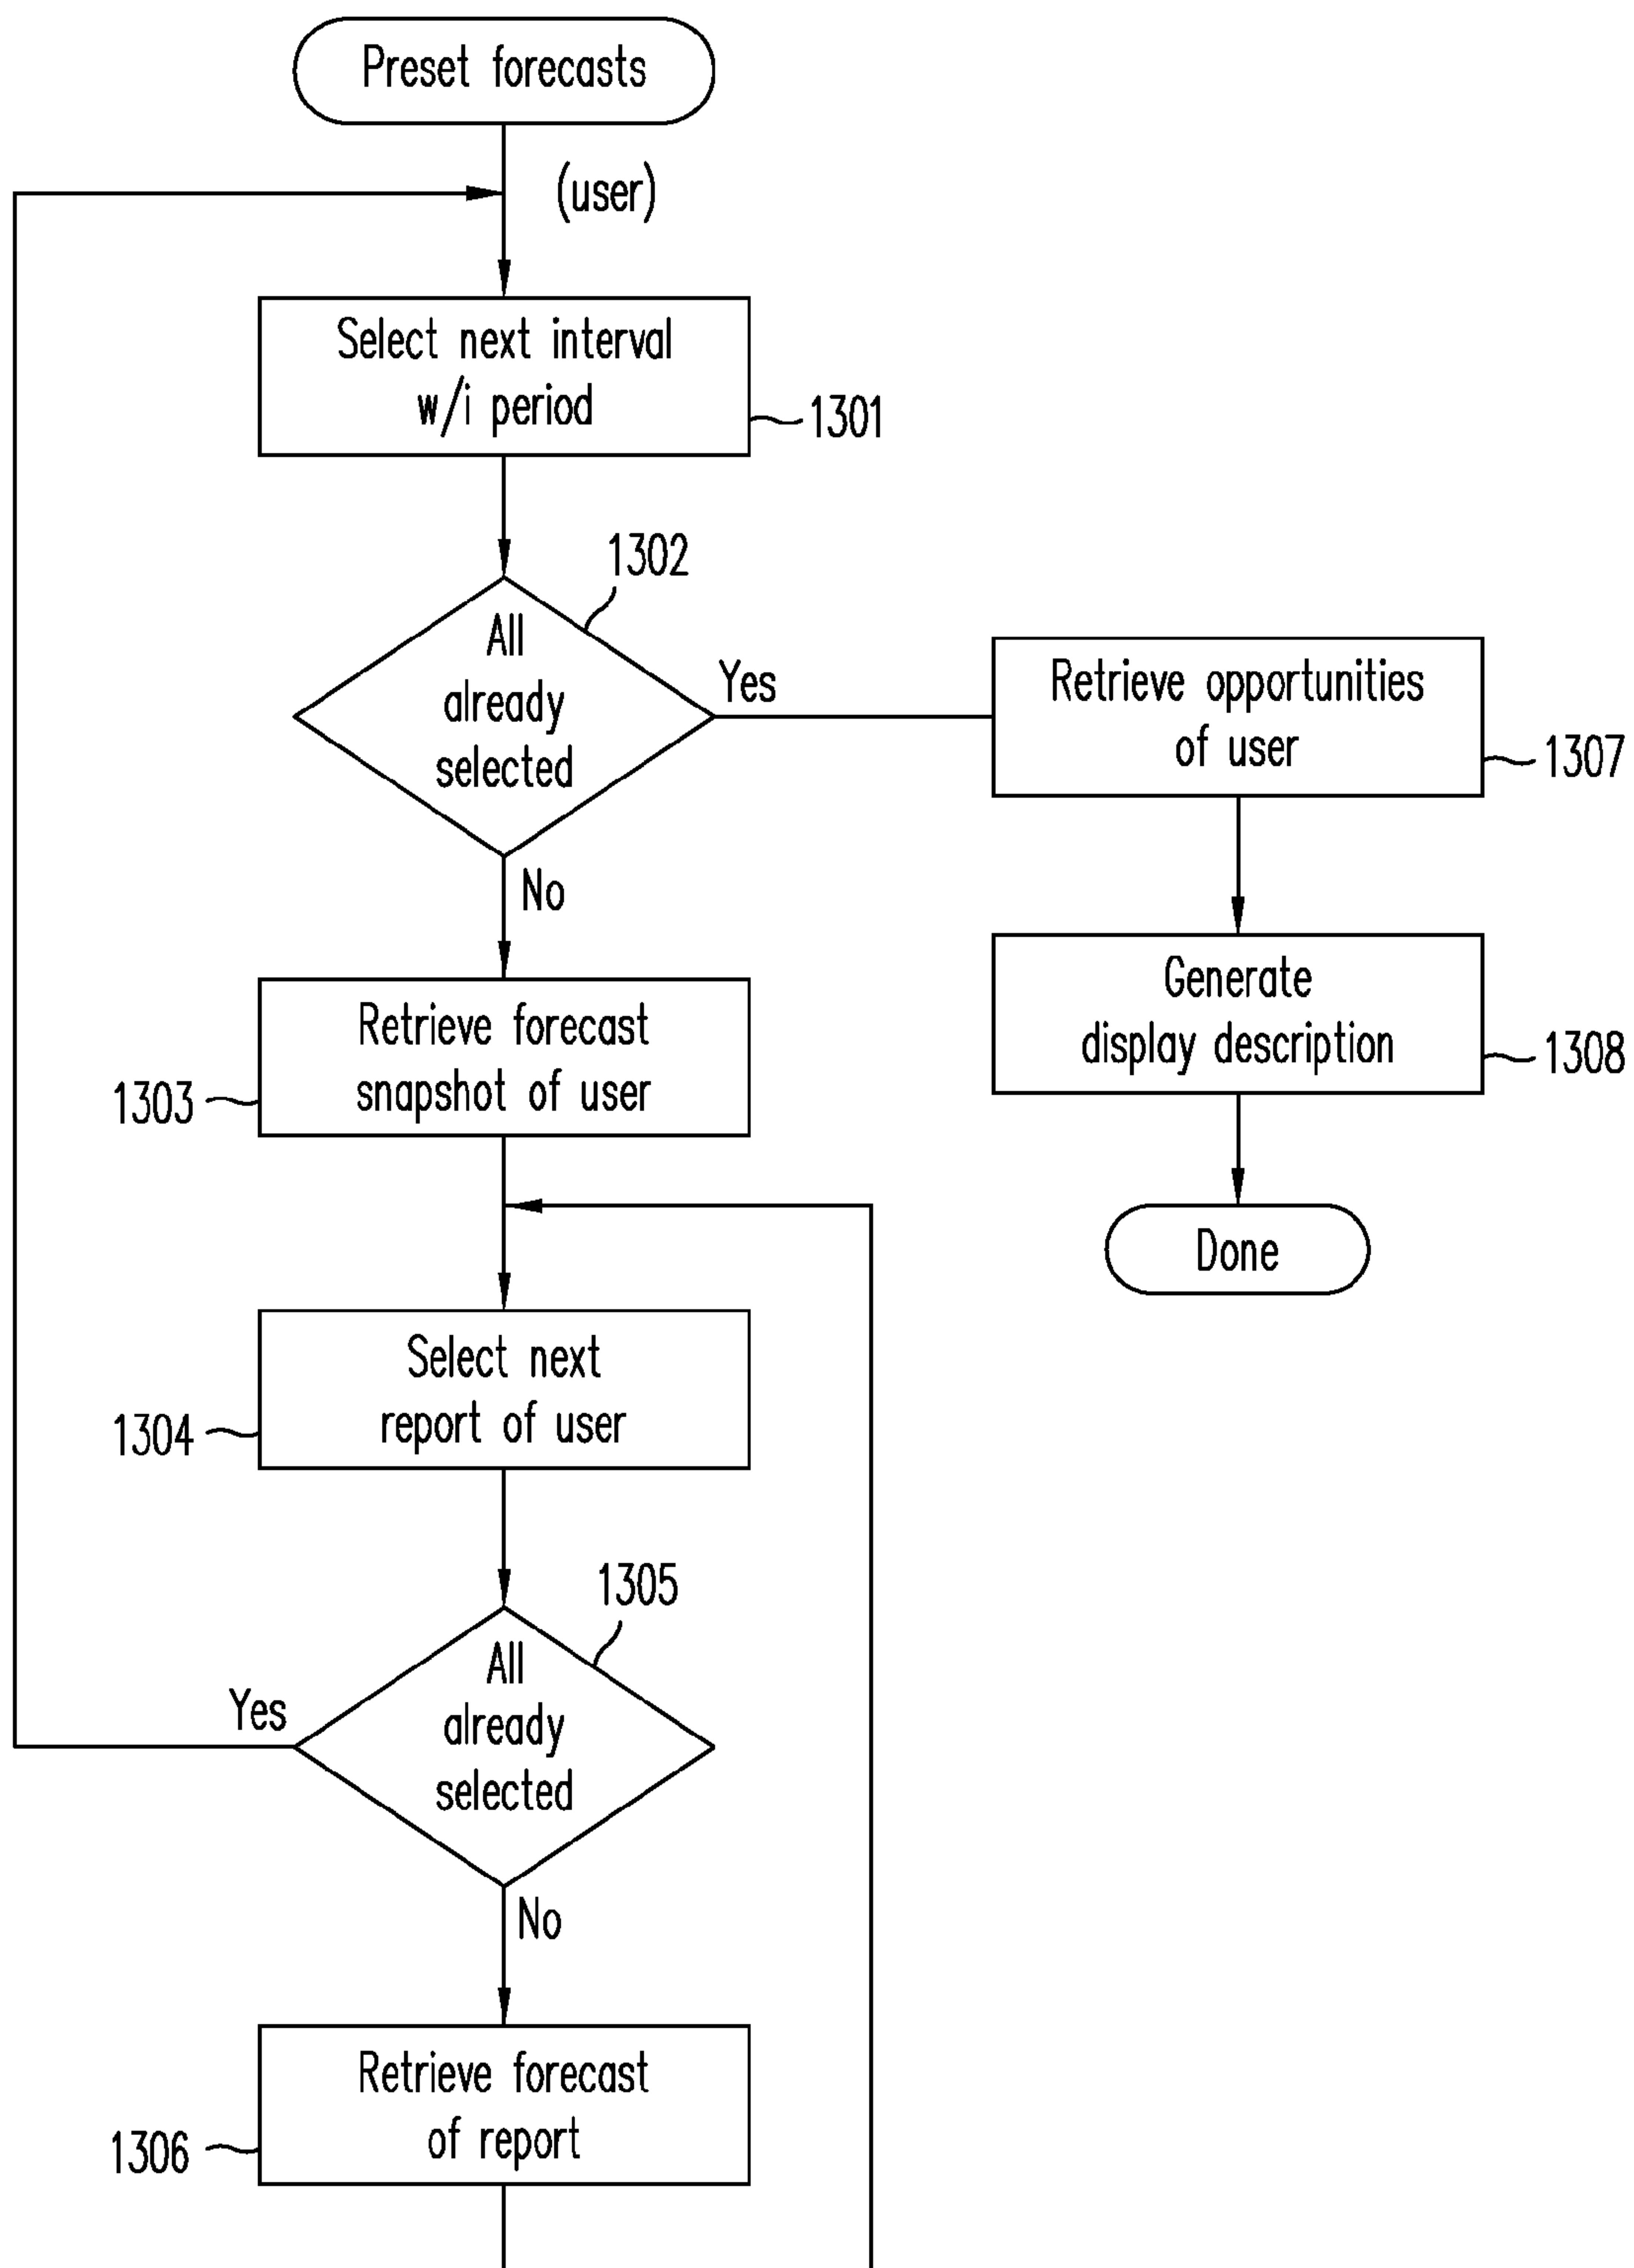 Preset forecasts
(user)
Select next interval
w/i period
1301
1302
All
already
selected
Yes
No
Retrieve opportunities
of user
1307
Generate
display description
1308
Done
Retrieve forecast
snapshot of user
1303
Select next
report of user
1304
1305
All
already
selected
Yes
No
Retrieve forecast
of report
1306